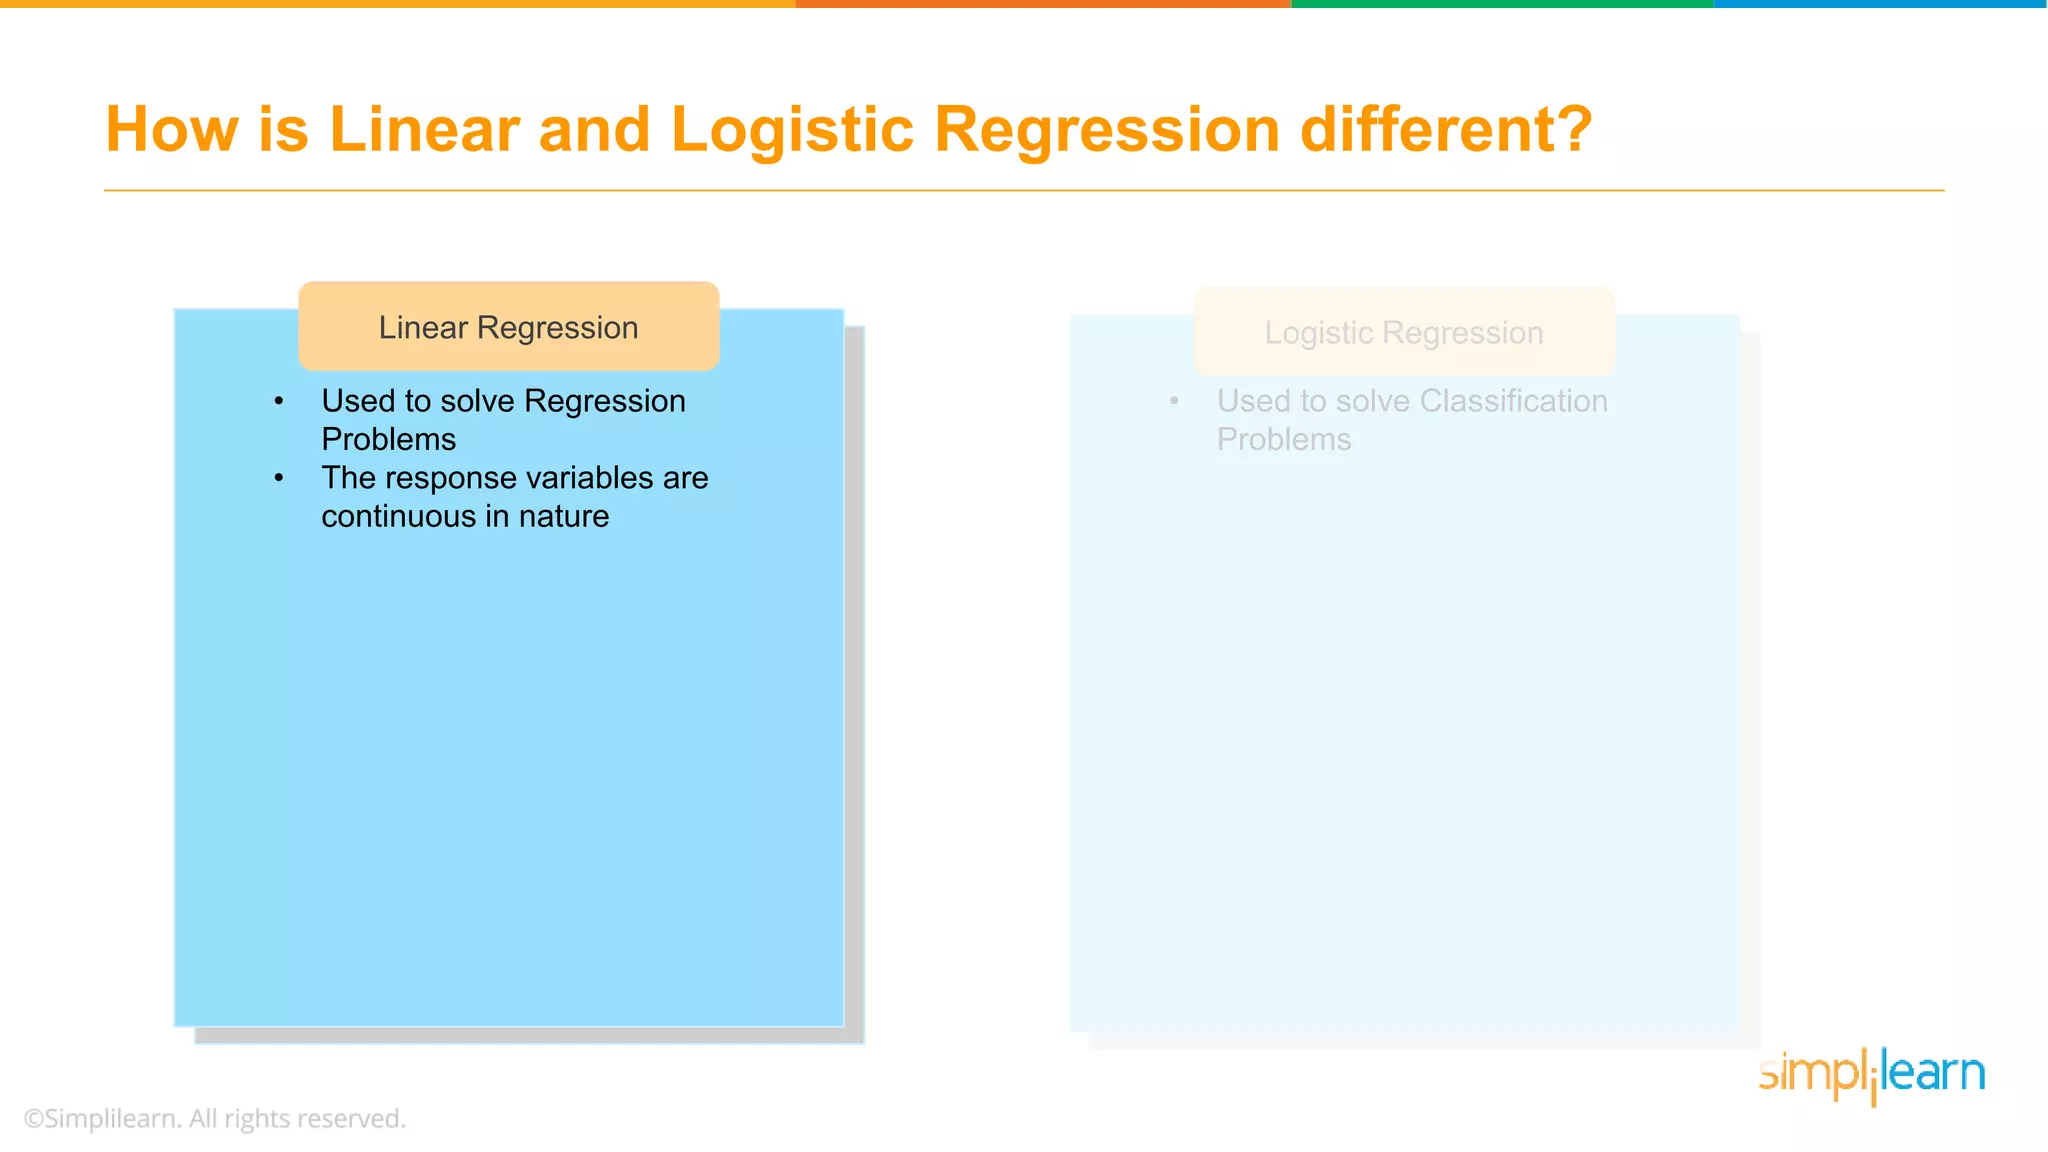 How is Linear and Logistic Regression different?
Linear Regression
• Used to solve Regression
Problems
• The response variables are
continuous in nature
Logistic Regression
• Used to solve Classification
Problems
simplilearn
©Simplilearn. All rights reserved.